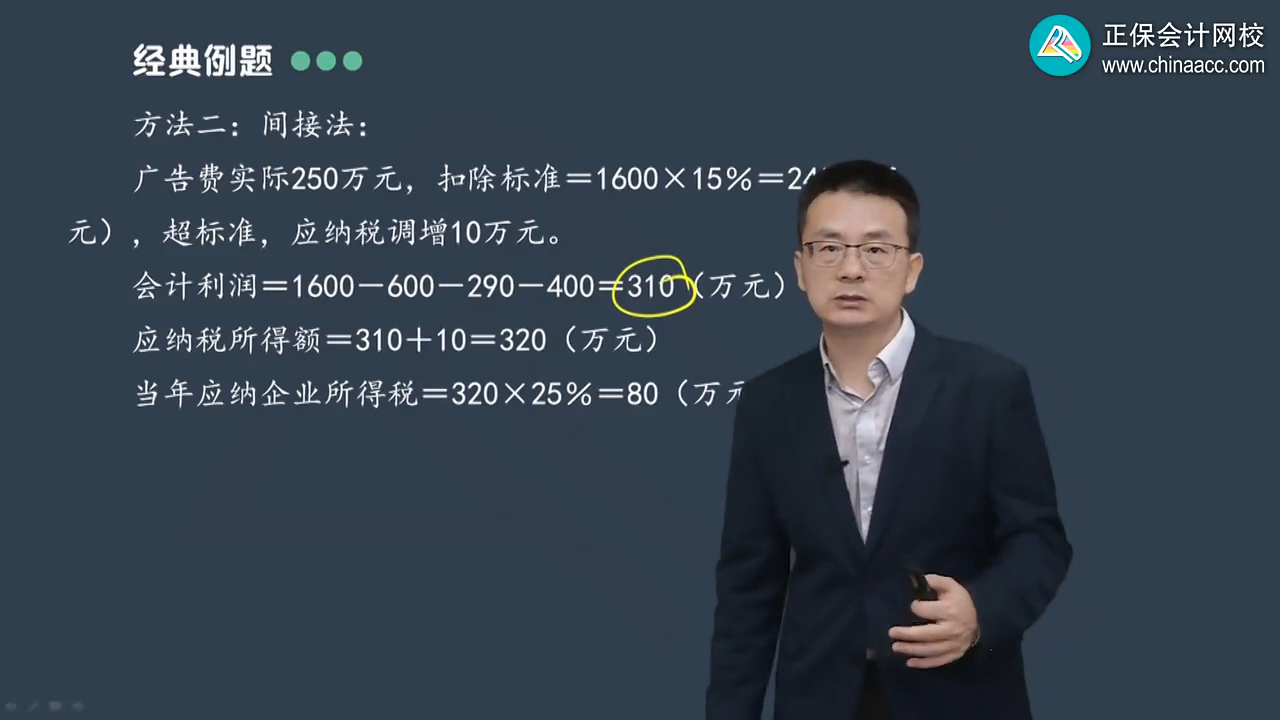 经典例题
正保会计网校
www.chinaacc.com
方法二：间接法：
广告费实际250万元，扣除标准＝1600×15％＝24
元），超标准，应纳税调增10万元。
会计利润＝1600－600－290－400＝310（万元）
应纳税所得额＝310＋10＝320（万元）
当年应纳企业所得税＝320×25％＝80（万元